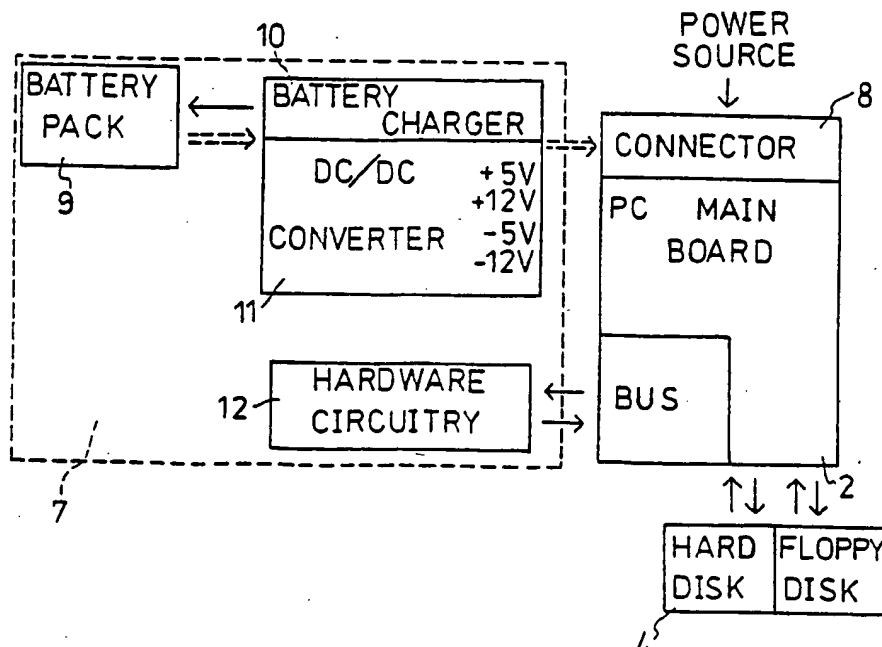 POWER
SOURCE
10
8
BATTERY
PACK
9
BATTERY
CHARGER
DC/DC
CONVERTER
+5V
+12V
-5V
-12V
11
CONNECTOR
PC MAIN
BOARD
BUS
2
HARDWARE
CIRCUITRY
12
7
HARD
DISK
FLOPPY
DISK